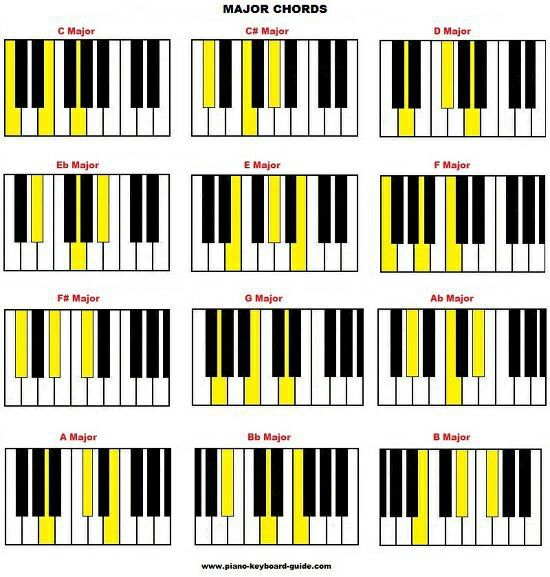 MAJOR CHORDS
C Major
C# Major
D Major
Eb Major
E Major
F Major
F# Major
G Major
Ab Major
A Major
Bb Major
B Major
www.piano-keyboard-guide.com